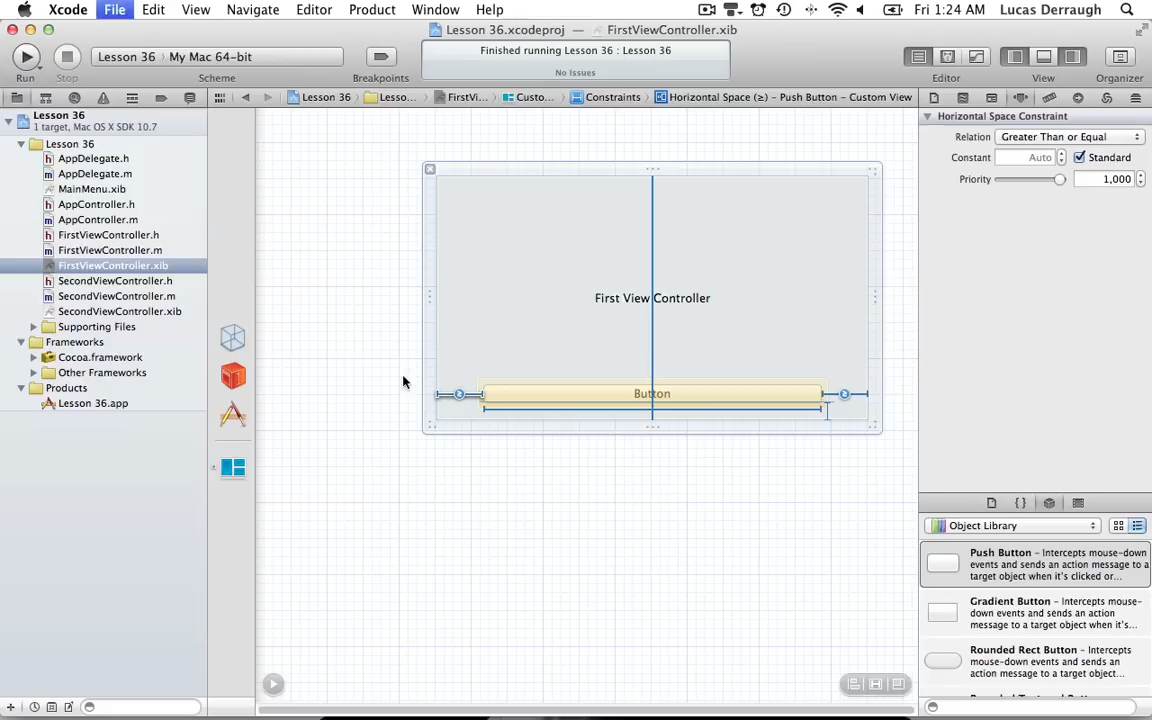 Xcode File Edit View Navigate Editor Product Window Help Fri 1:24 AM Lucas Derraugh
Lesson 36.xcodeproj — FirstViewController.xib
Lesson 36 › My Mac 64-bit
Finished running Lesson 36 : Lesson 36
No Issues
Run Stop Scheme Breakpoints Editor View Organizer
Lesson 36 Lesso... FirstVi... Custo... Constraints Horizontal Space (≥) - Push Button - Custom View
Lesson 36
1 target, Mac OS X SDK 10.7
Lesson 36
AppDelegate.h
AppDelegate.m
MainMenu.xib
AppController.h
AppController.m
FirstViewController.h
FirstViewController.m
FirstViewController.xib
SecondViewController.h
SecondViewController.m
SecondViewController.xib
Supporting Files
Frameworks
Cocoa.framework
Other Frameworks
Products
Lesson 36.app
First View Controller
Button
Horizontal Space Constraint
Relation Greater Than or Equal
Constant Auto Standard
Priority 1,000
Object Library
Push Button – Intercepts mouse-down
events and sends an action message to a
target object when it's clicked or...
Gradient Button – Intercepts mouse-
down events and sends an action
message to a target object when it's...
Rounded Rect Button – Intercepts
mouse-down events and sends an
action message to a target object...